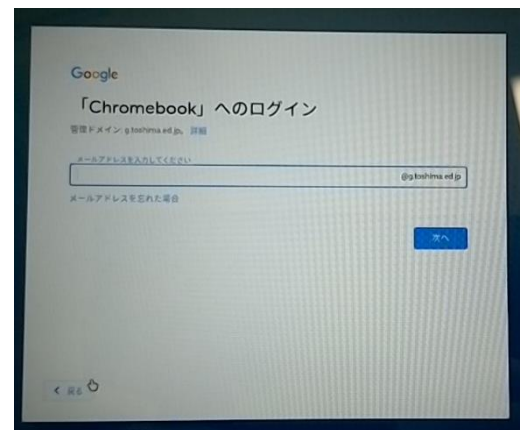 Google
「Chromebook」へのログイン
管理ドメイン: g.toshima.ed.jp。 詳細
メールアドレスを入力してください
@g.toshima.ed.jp
メールアドレスを忘れた場合
次へ
戻る